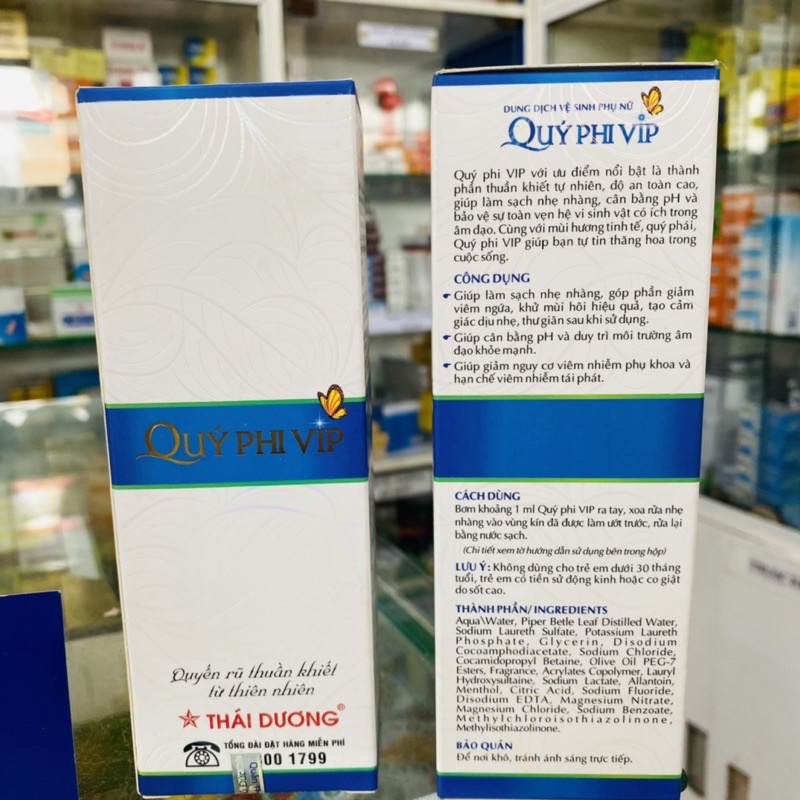 QUÝ PHI VIP
Quyến rũ thuần khiết
từ thiên nhiên
THÁI DƯƠNG®
TỔNG ĐÀI ĐẶT HÀNG MIỄN PHÍ
00 1799
DUNG DỊCH VỆ SINH PHỤ NỮ
QUÝ PHI VIP
Quý phi VIP với ưu điểm nổi bật là thành
phần thuần khiết tự nhiên, độ an toàn cao,
giúp làm sạch nhẹ nhàng, cân bằng pH và
bảo vệ sự toàn vẹn hệ vi sinh vật có ích trong
âm đạo. Cùng với mùi hương tinh tế, quý phái,
Quý phi VIP giúp bạn tự tin thăng hoa trong
cuộc sống.
CÔNG DỤNG
Giúp làm sạch nhẹ nhàng, góp phần giảm
viêm ngứa, khử mùi hôi hiệu quả, tạo cảm
giác dịu nhẹ, thư giãn sau khi sử dụng.
Giúp cân bằng pH và duy trì môi trường âm
đạo khỏe mạnh.
Giúp giảm nguy cơ viêm nhiễm phụ khoa và
hạn chế viêm nhiễm tái phát.
CÁCH DÙNG
Bơm khoảng 1 ml Quý phi VIP ra tay, xoa rửa nhẹ
nhàng vào vùng kín đã được làm ướt trước, rửa lại
bằng nước sạch.
(Chi tiết xem tờ hướng dẫn sử dụng bên trong hộp)
LƯU Ý: Không dùng cho trẻ em dưới 30 tháng
tuổi, trẻ em có tiền sử động kinh hoặc co giật
do sốt cao.
THÀNH PHẦN/ INGREDIENTS
Aqua\Water, Piper Betle Leaf Distilled Water,
Sodium Laureth Sulfate, Potassium Laureth
Phosphate, Glycerin, Disodium
Cocoamphodiacetate, Sodium Chloride,
Cocamidopropyl Betaine, Olive Oil PEG-7
Esters, Fragrance, Acrylates Copolymer, Lauryl
Hydroxysultaine, Sodium Lactate, Allantoin,
Menthol, Citric Acid, Sodium Fluoride,
Disodium EDTA, Magnesium Nitrate,
Magnesium Chloride, Sodium Benzoate,
Methylchloroisothiazolinone,
Methylisothiazolinone.
BẢO QUẢN
Để nơi khô, tránh ánh sáng trực tiếp.